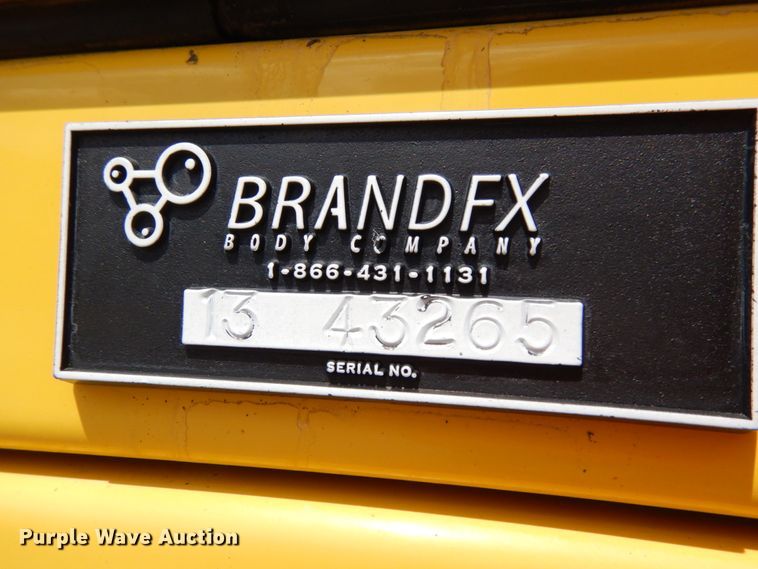 BRANDFX
BODY COMPANY
1-866-431-1131
13 43265
SERIAL NO.
Purple Wave Auction